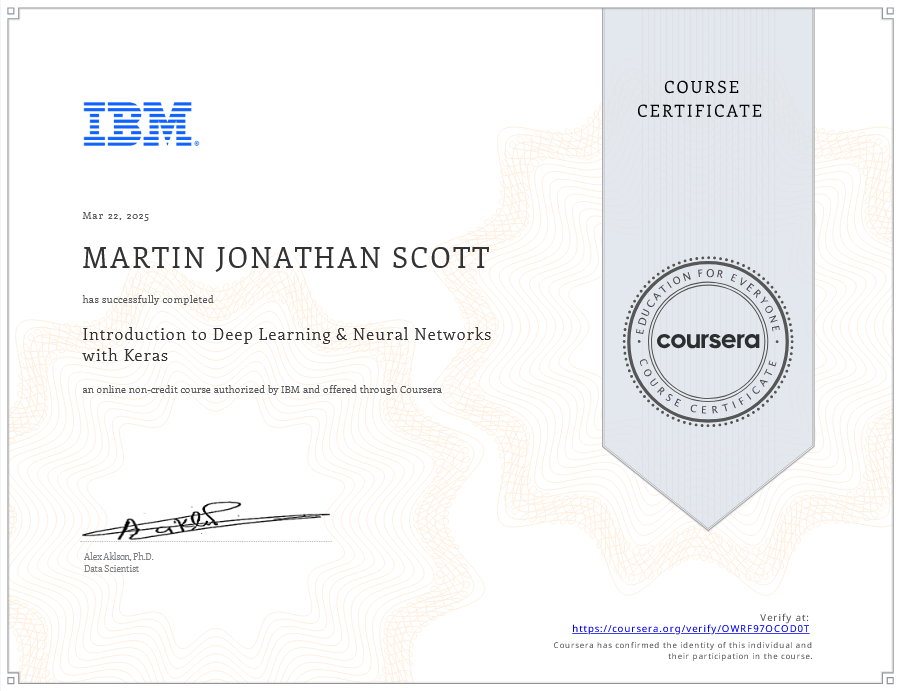 COURSE
CERTIFICATE
IBM®
Mar 22, 2025
MARTIN JONATHAN SCOTT
has successfully completed
Introduction to Deep Learning & Neural Networks
with Keras
an online non-credit course authorized by IBM and offered through Coursera
EDUCATION FOR EVERYONE
coursera
COURSE CERTIFICATE
Alex Aklson, Ph.D.
Data Scientist
Verify at:
https://coursera.org/verify/OWRF97OCOD0T
Coursera has confirmed the identity of this individual and
their participation in the course.